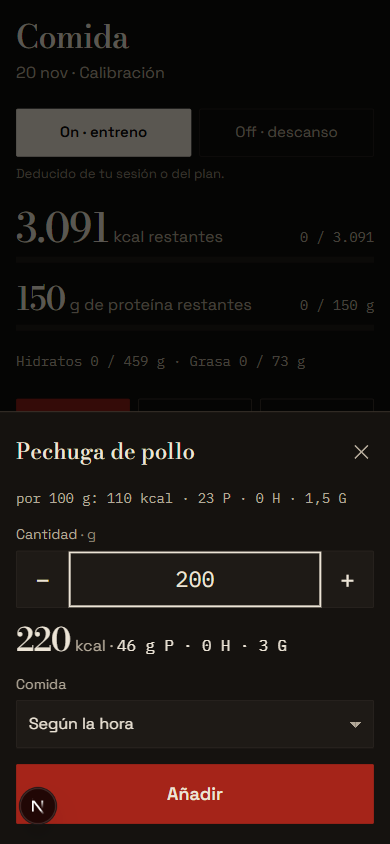 Comida
20 nov · Calibración
On · entreno
Off · descanso
Deducido de tu sesión o del plan.
3.091 kcal restantes 0 / 3.091
150 g de proteína restantes 0 / 150 g
Hidratos 0 / 459 g · Grasa 0 / 73 g
Pechuga de pollo
por 100 g: 110 kcal · 23 P · 0 H · 1,5 G
Cantidad · g
− 200 +
220 kcal · 46 g P · 0 H · 3 G
Comida
Según la hora
Añadir
N